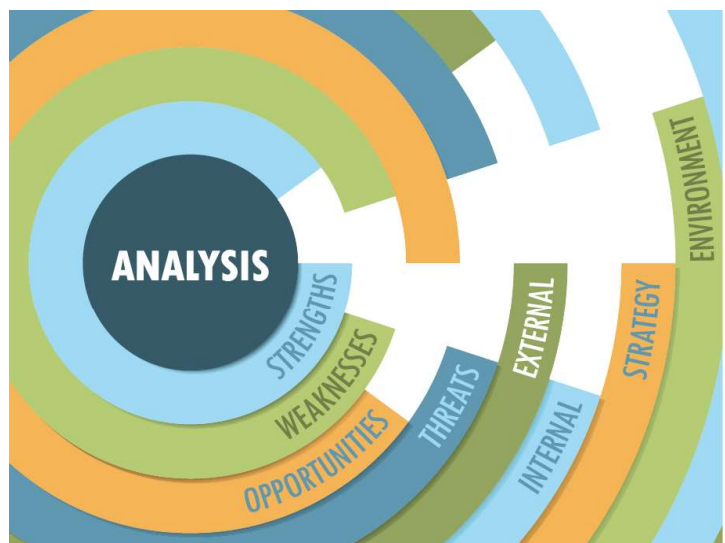 ANALYSIS
STRENGTHS
WEAKNESSES
OPPORTUNITIES
THREATS
EXTERNAL
INTERNAL
STRATEGY
ENVIRONMENT